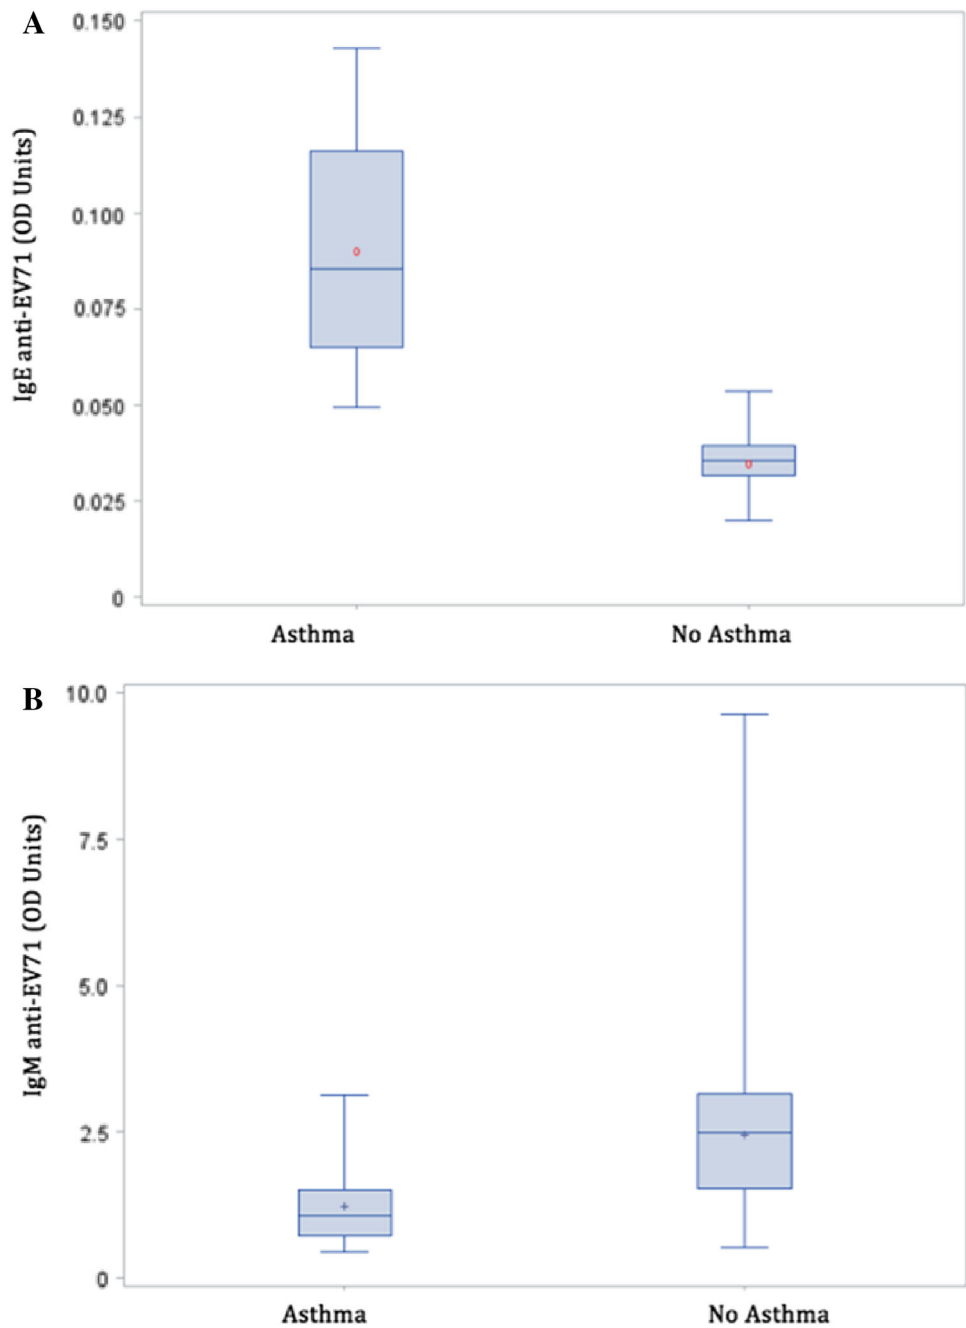 A
IgE anti-EV71 (OD Units)
0.150
0.125
0.100
0.075
0.050
0.025
0
Asthma
No Asthma
B
IgM anti-EV71 (OD Units)
10.0
7.5
5.0
2.5
0
Asthma
No Asthma